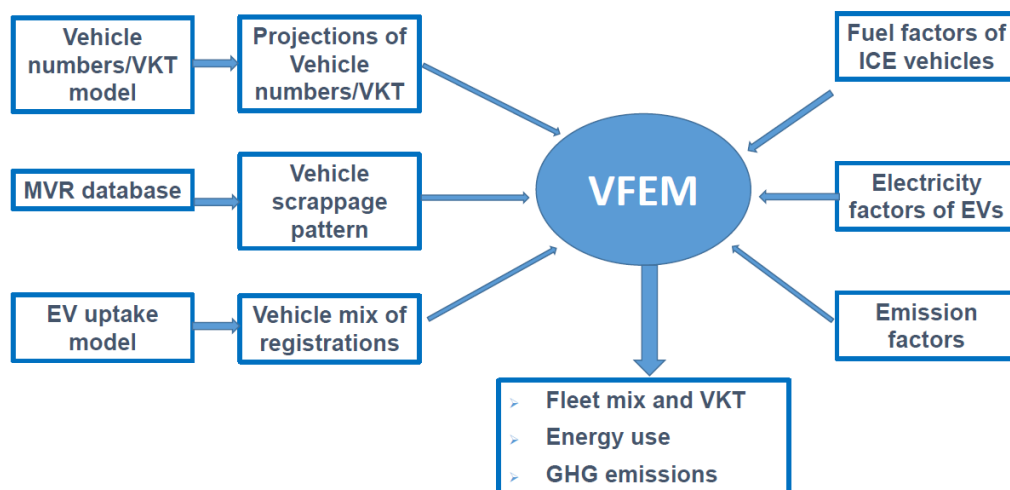 Vehicle
numbers/VKT
model
Projections of
Vehicle
numbers/VKT
MVR database
Vehicle
scrappage
pattern
EV uptake
model
Vehicle mix of
registrations
VFEM
Fuel factors of
ICE vehicles
Electricity
factors of EVs
Emission
factors
Fleet mix and VKT
Energy use
GHG emissions